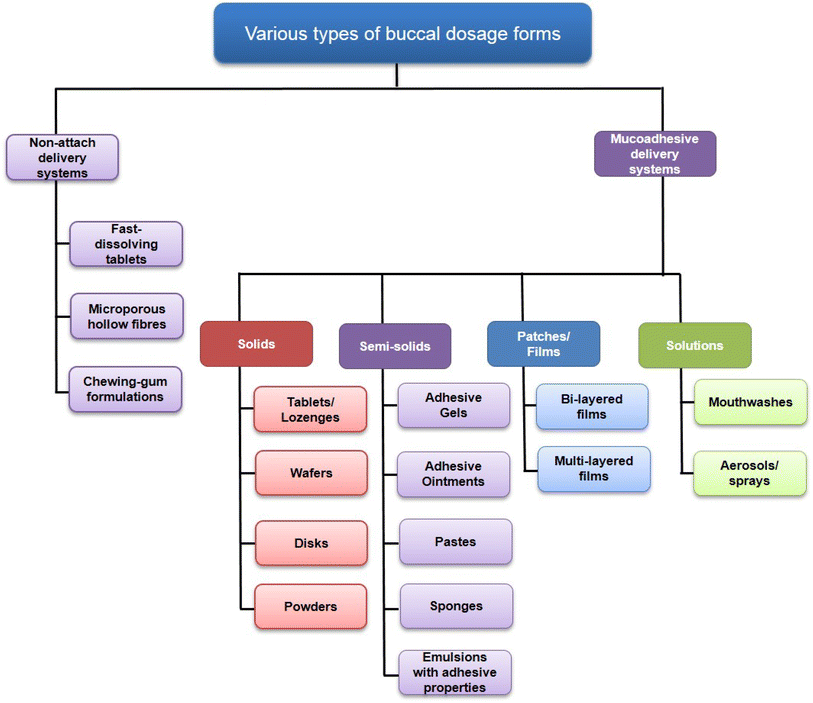 Various types of buccal dosage forms
Non-attach
delivery
systems
Mucoadhesive
delivery
systems
Fast-
dissolving
tablets
Microporous
hollow fibres
Chewing-gum
formulations
Solids
Semi-solids
Patches/
Films
Solutions
Tablets/
Lozenges
Wafers
Disks
Powders
Adhesive
Gels
Adhesive
Ointments
Pastes
Sponges
Emulsions
with adhesive
properties
Bi-layered
films
Multi-layered
films
Mouthwashes
Aerosols/
sprays